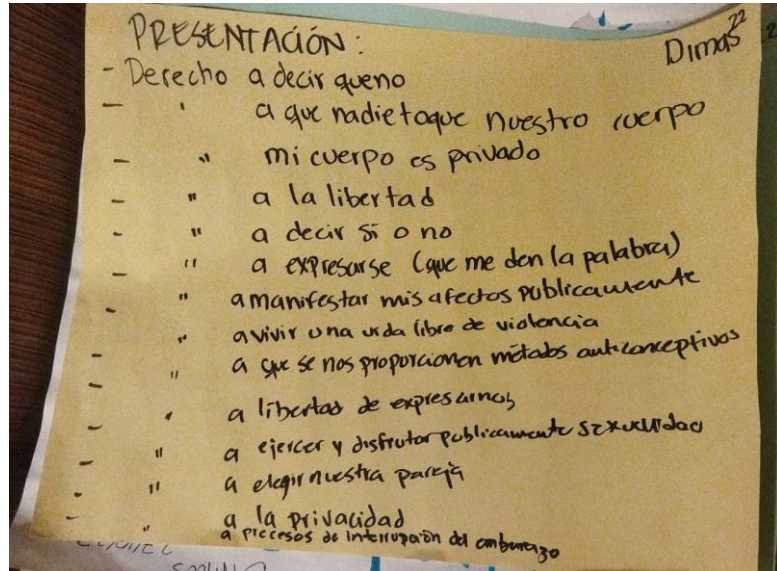 PRESENTACIÓN:
Dimas 22
- Derecho a decir que no
- " a que nadie toque nuestro cuerpo
- " mi cuerpo es privado
- " a la libertad
- " a decir si o no
- " a expresarse (que me den la palabra)
" a manifestar mis afectos publicamente
" a vivir una vida libre de violencia
- " a que se nos proporcionen métodos anticonceptivos
- " a libertad de expresarnos
- " a ejercer y disfrutar publicamente sexualidad
- " a elegir nuestra pareja
- " a la privacidad
- " a procesos de interrupción del embarazo